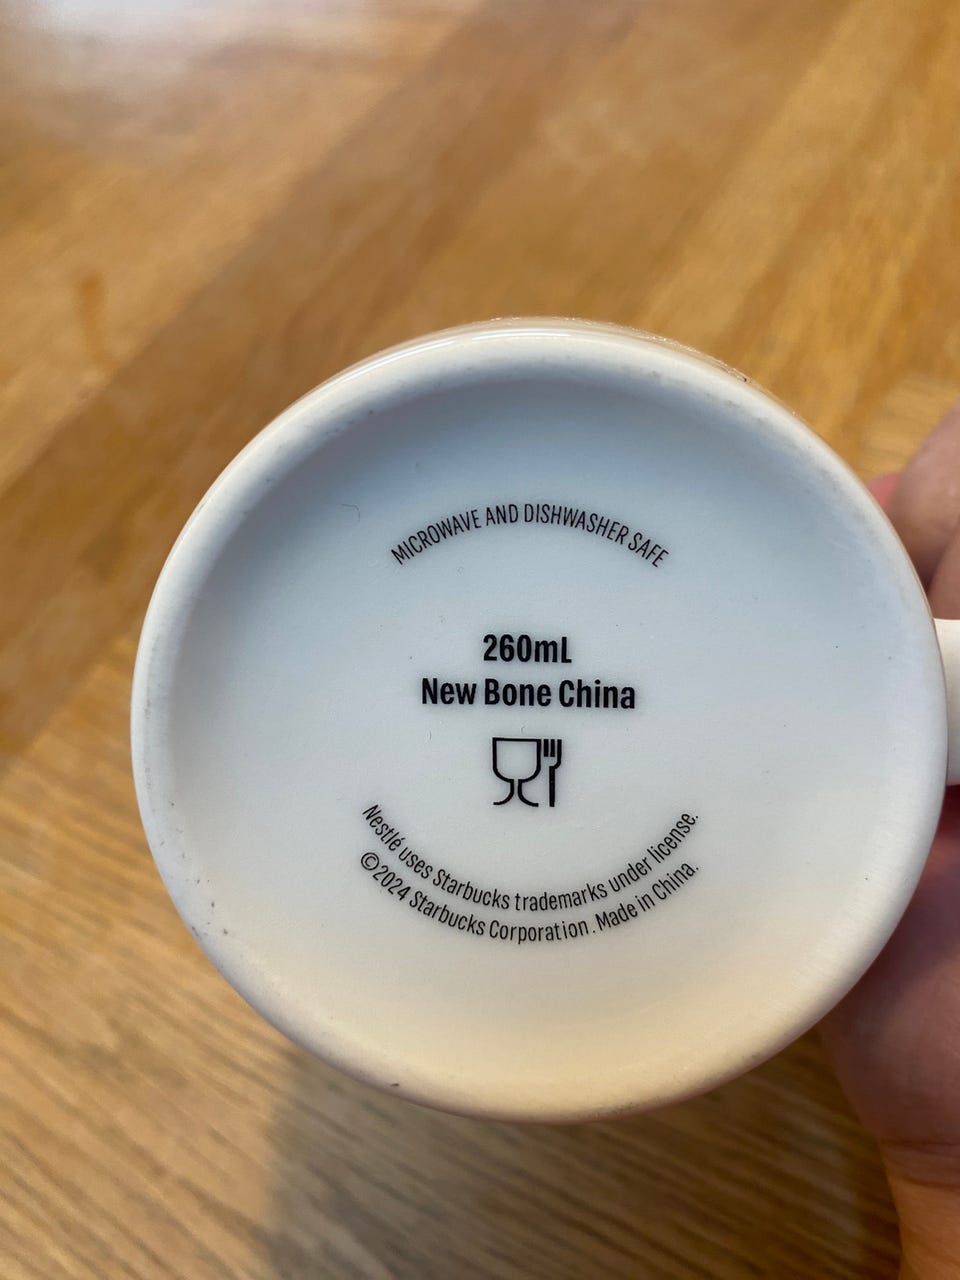 MICROWAVE AND DISHWASHER SAFE
260mL
New Bone China
Nestlé uses Starbucks trademarks under license.
©2024 Starbucks Corporation. Made in China.